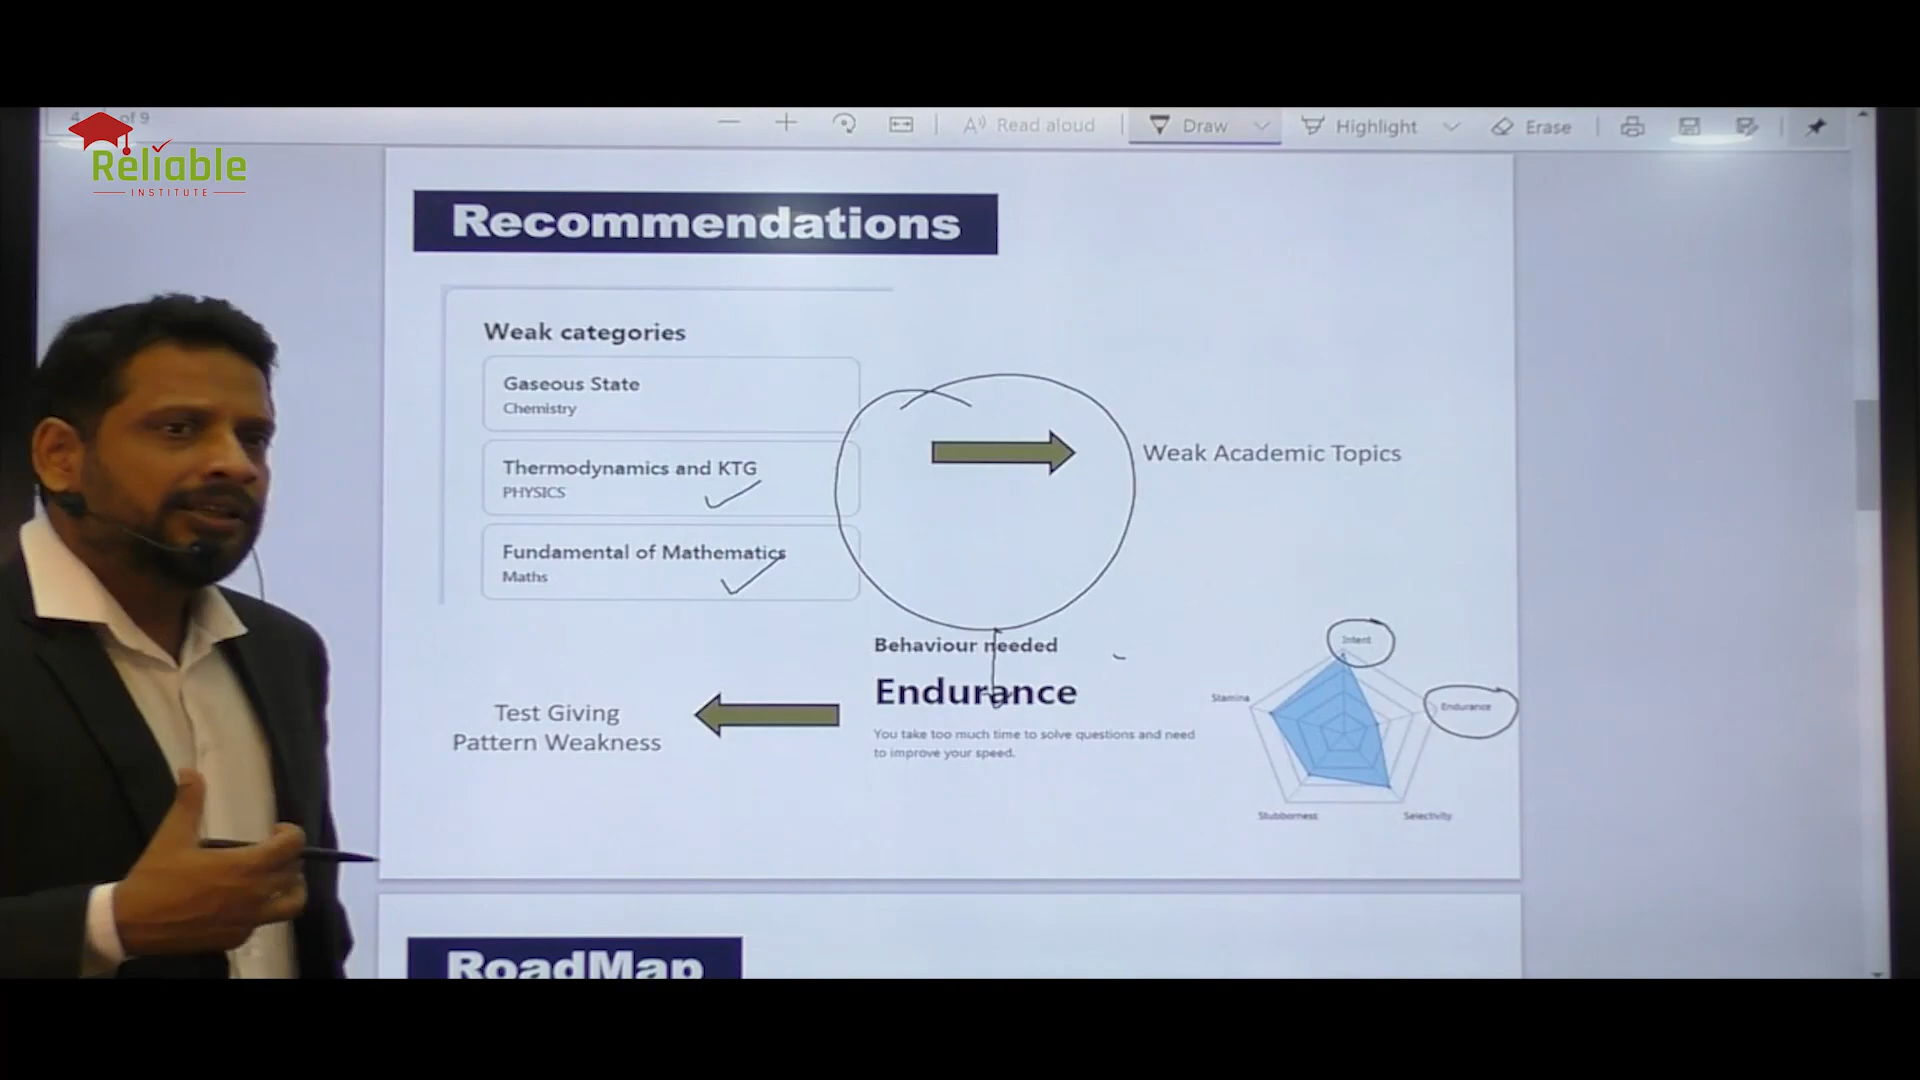 4 of 9
Read aloud
Draw
Highlight
Erase
Reliable
INSTITUTE
Recommendations
Weak categories
Gaseous State
Chemistry
Thermodynamics and KTG
PHYSICS
Fundamental of Mathematics
Maths
Weak Academic Topics
Behaviour needed
Endurance
You take too much time to solve questions and need
to improve your speed.
Test Giving
Pattern Weakness
Intent
Stamina
Endurance
Stubborness
Selectivity
RoadMap